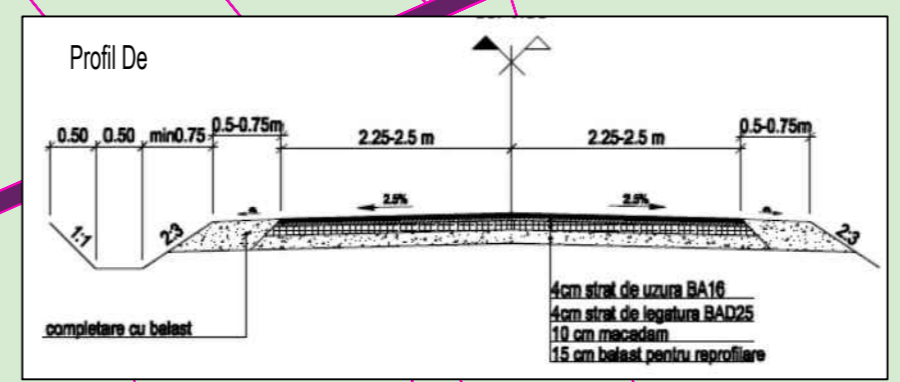 Profil De
0.50 0.50 min0.75 0.5-0.75m 2.25-2.5 m 2.25-2.5 m 0.5-0.75m
2.5% 2.5%
1:1 2:3 2:3
4cm strat de uzura BA16
4cm strat de legatura BAD25
completare cu balast
10 cm macadam
15 cm balast pentru reprofilare